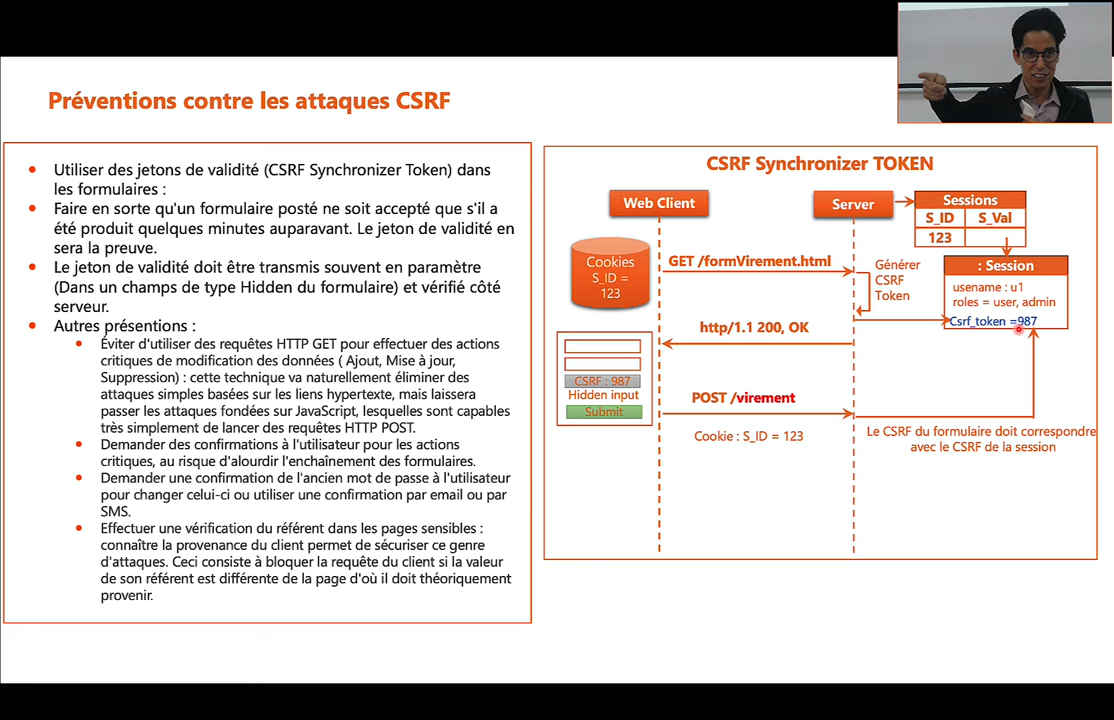 Préventions contre les attaques CSRF
Utiliser des jetons de validité (CSRF Synchronizer Token) dans
les formulaires :
Faire en sorte qu'un formulaire posté ne soit accepté que s'il a
été produit quelques minutes auparavant. Le jeton de validité en
sera la preuve.
Le jeton de validité doit être transmis souvent en paramètre
(Dans un champs de type Hidden du formulaire) et vérifié côté
serveur.
Autres présentions :
Éviter d'utiliser des requêtes HTTP GET pour effectuer des actions
critiques de modification des données ( Ajout, Mise à jour,
Suppression) : cette technique va naturellement éliminer des
attaques simples basées sur les liens hypertexte, mais laissera
passer les attaques fondées sur JavaScript, lesquelles sont capables
très simplement de lancer des requêtes HTTP POST.
Demander des confirmations à l'utilisateur pour les actions
critiques, au risque d'alourdir l'enchaînement des formulaires.
Demander une confirmation de l'ancien mot de passe à l'utilisateur
pour changer celui-ci ou utiliser une confirmation par email ou par
SMS.
Effectuer une vérification du référent dans les pages sensibles :
connaître la provenance du client permet de sécuriser ce genre
d'attaques. Ceci consiste à bloquer la requête du client si la valeur
de son référent est différente de la page d'où il doit théoriquement
provenir.
CSRF Synchronizer TOKEN
Web Client
Server
Sessions
S_ID S_Val
123
Cookies
S_ID =
123
GET /formVirement.html
Générer
CSRF
Token
: Session
usename : u1
roles = user, admin
Csrf_token =987
http/1.1 200, OK
CSRF : 987
Hidden input
Submit
POST /virement
Cookie : S_ID = 123
Le CSRF du formulaire doit correspondre
avec le CSRF de la session